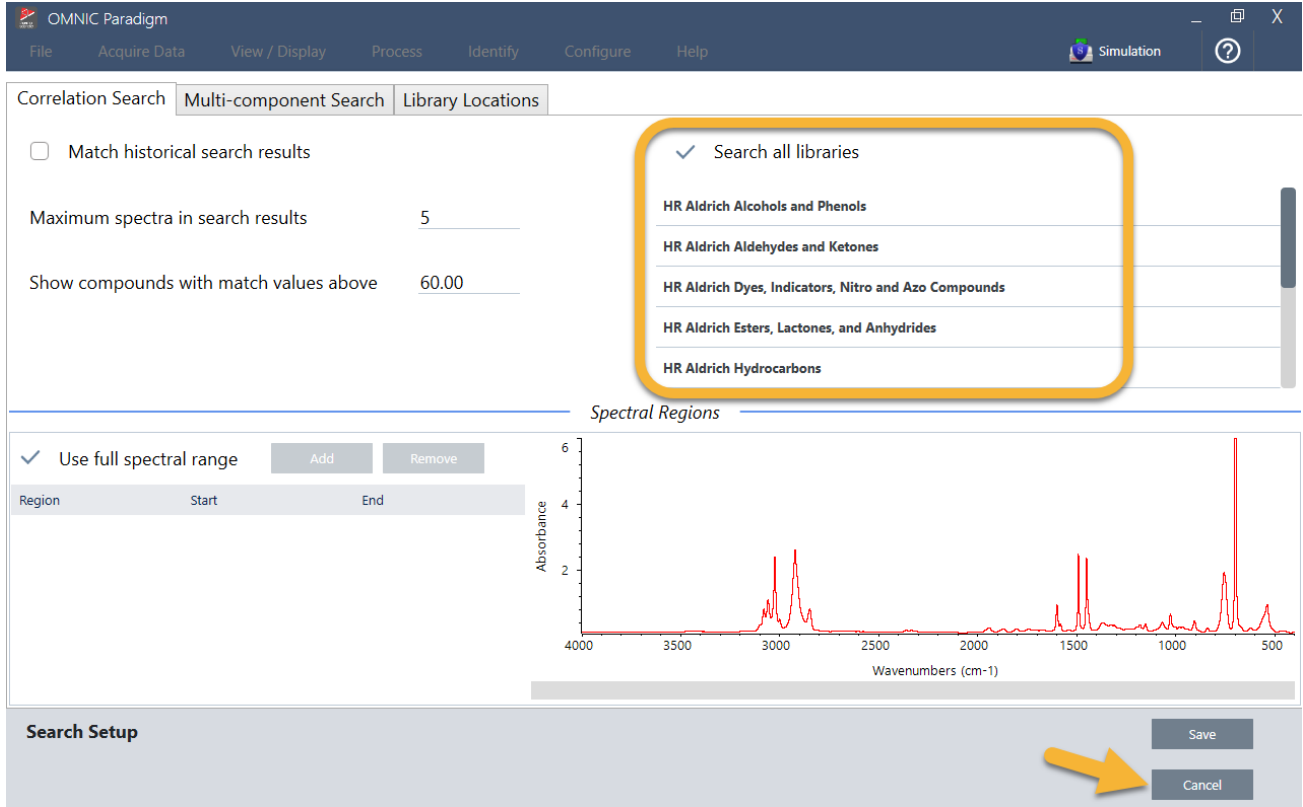 OMNIC Paradigm
_ X
File Acquire Data View / Display Process Identify Configure Help Simulation ?
Correlation Search Multi-component Search Library Locations
Match historical search results
Maximum spectra in search results 5
Show compounds with match values above 60.00
Search all libraries
HR Aldrich Alcohols and Phenols
HR Aldrich Aldehydes and Ketones
HR Aldrich Dyes, Indicators, Nitro and Azo Compounds
HR Aldrich Esters, Lactones, and Anhydrides
HR Aldrich Hydrocarbons
Spectral Regions
Use full spectral range Add Remove
Region Start End
6
4
2
Absorbance
4000 3500 3000 2500 2000 1500 1000 500
Wavenumbers (cm-1)
Search Setup
Save
Cancel